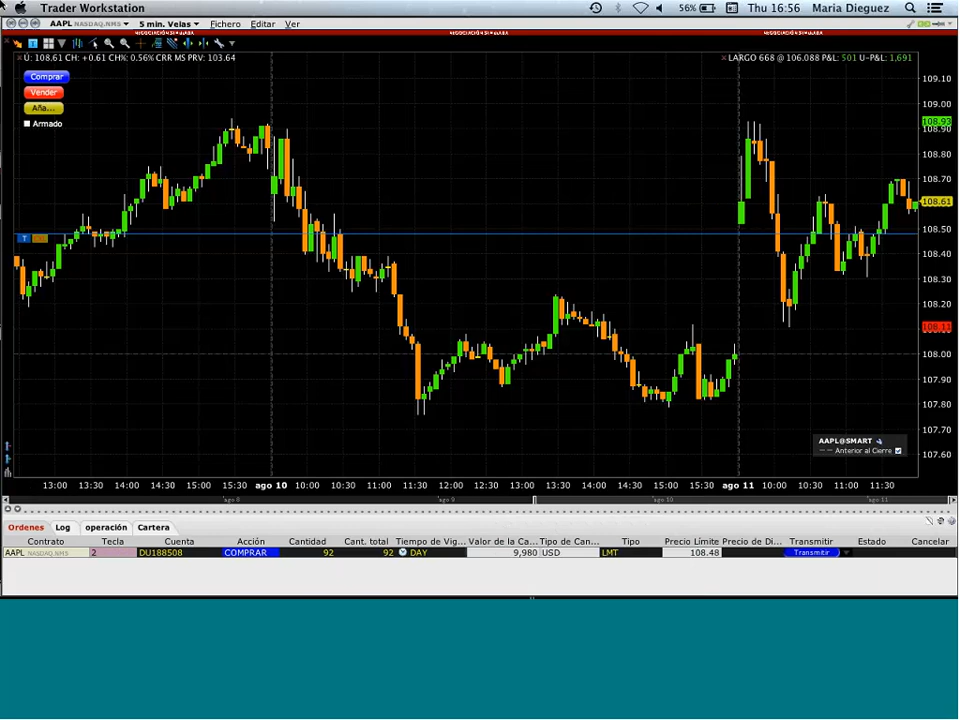 Trader Workstation 56% Thu 16:56 Maria Dieguez
AAPL NASDAQ.NMS 5 min. Velas Fichero Editar Ver
U: 108.61 CH: +0.61 CH%: 0.56% CRR MS PRV: 103.64 LARGO 668 @ 106.088 P&L: 501 U-P&L: 1,691
Comprar
Vender
Aña...
Armado
109.10
109.00
108.93
108.90
108.80
108.70
108.61
108.50
T
108.40
108.30
108.20
108.11
108.00
107.90
107.80
107.70
107.60
AAPL@SMART
Anterior al Cierre
13:00 13:30 14:00 14:30 15:00 15:30 ago 10 10:00 10:30 11:00 11:30 12:00 12:30 13:00 13:30 14:00 14:30 15:00 15:30 ago 11 10:00 10:30 11:00 11:30
ago 8 ago 9 ago 10 ago 11
Ordenes Log operación Cartera
Contrato Tecla Cuenta Acción Cantidad Cant. total Tiempo de Vig... Valor de la Ca... Tipo de Can... Tipo Precio Límite Precio de Di... Transmitir Estado Cancelar
AAPL NASDAQ.NMS 2 DU188508 COMPRAR 92 92 DAY 9,980 USD LMT 108.48 Transmitir